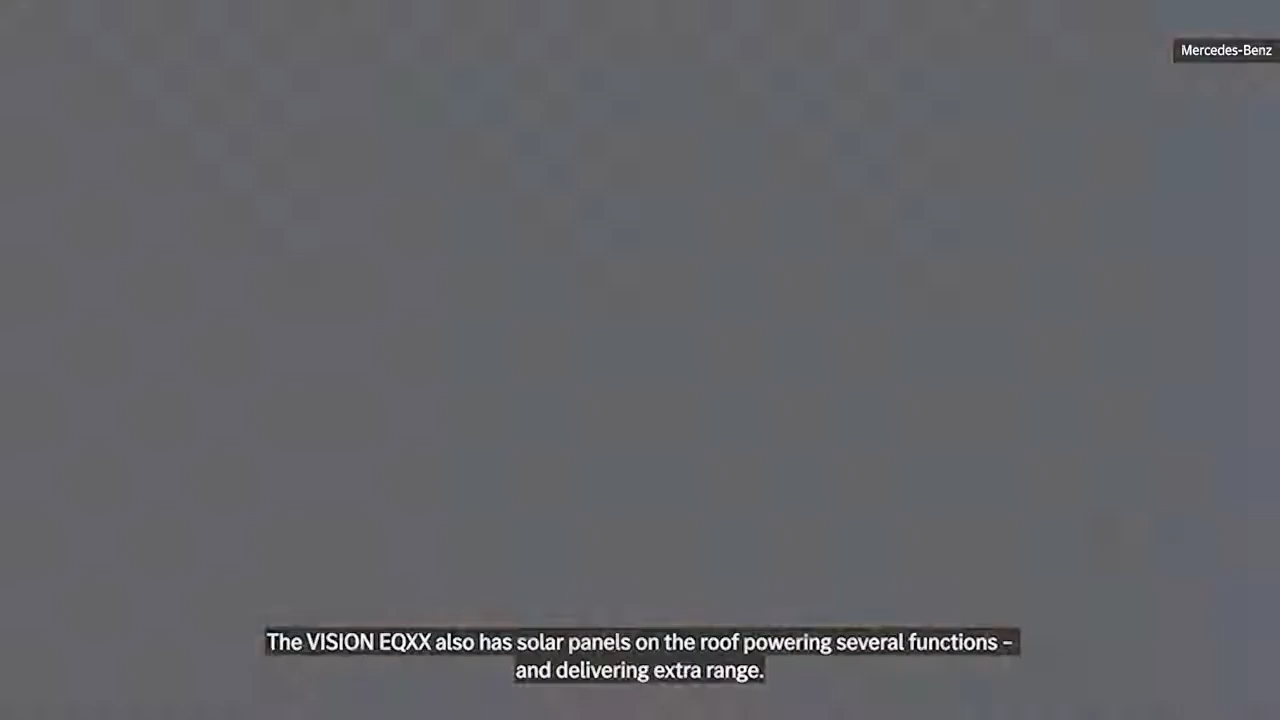 Mercedes-Benz
The VISION EQXX also has solar panels on the roof powering several functions –
and delivering extra range.